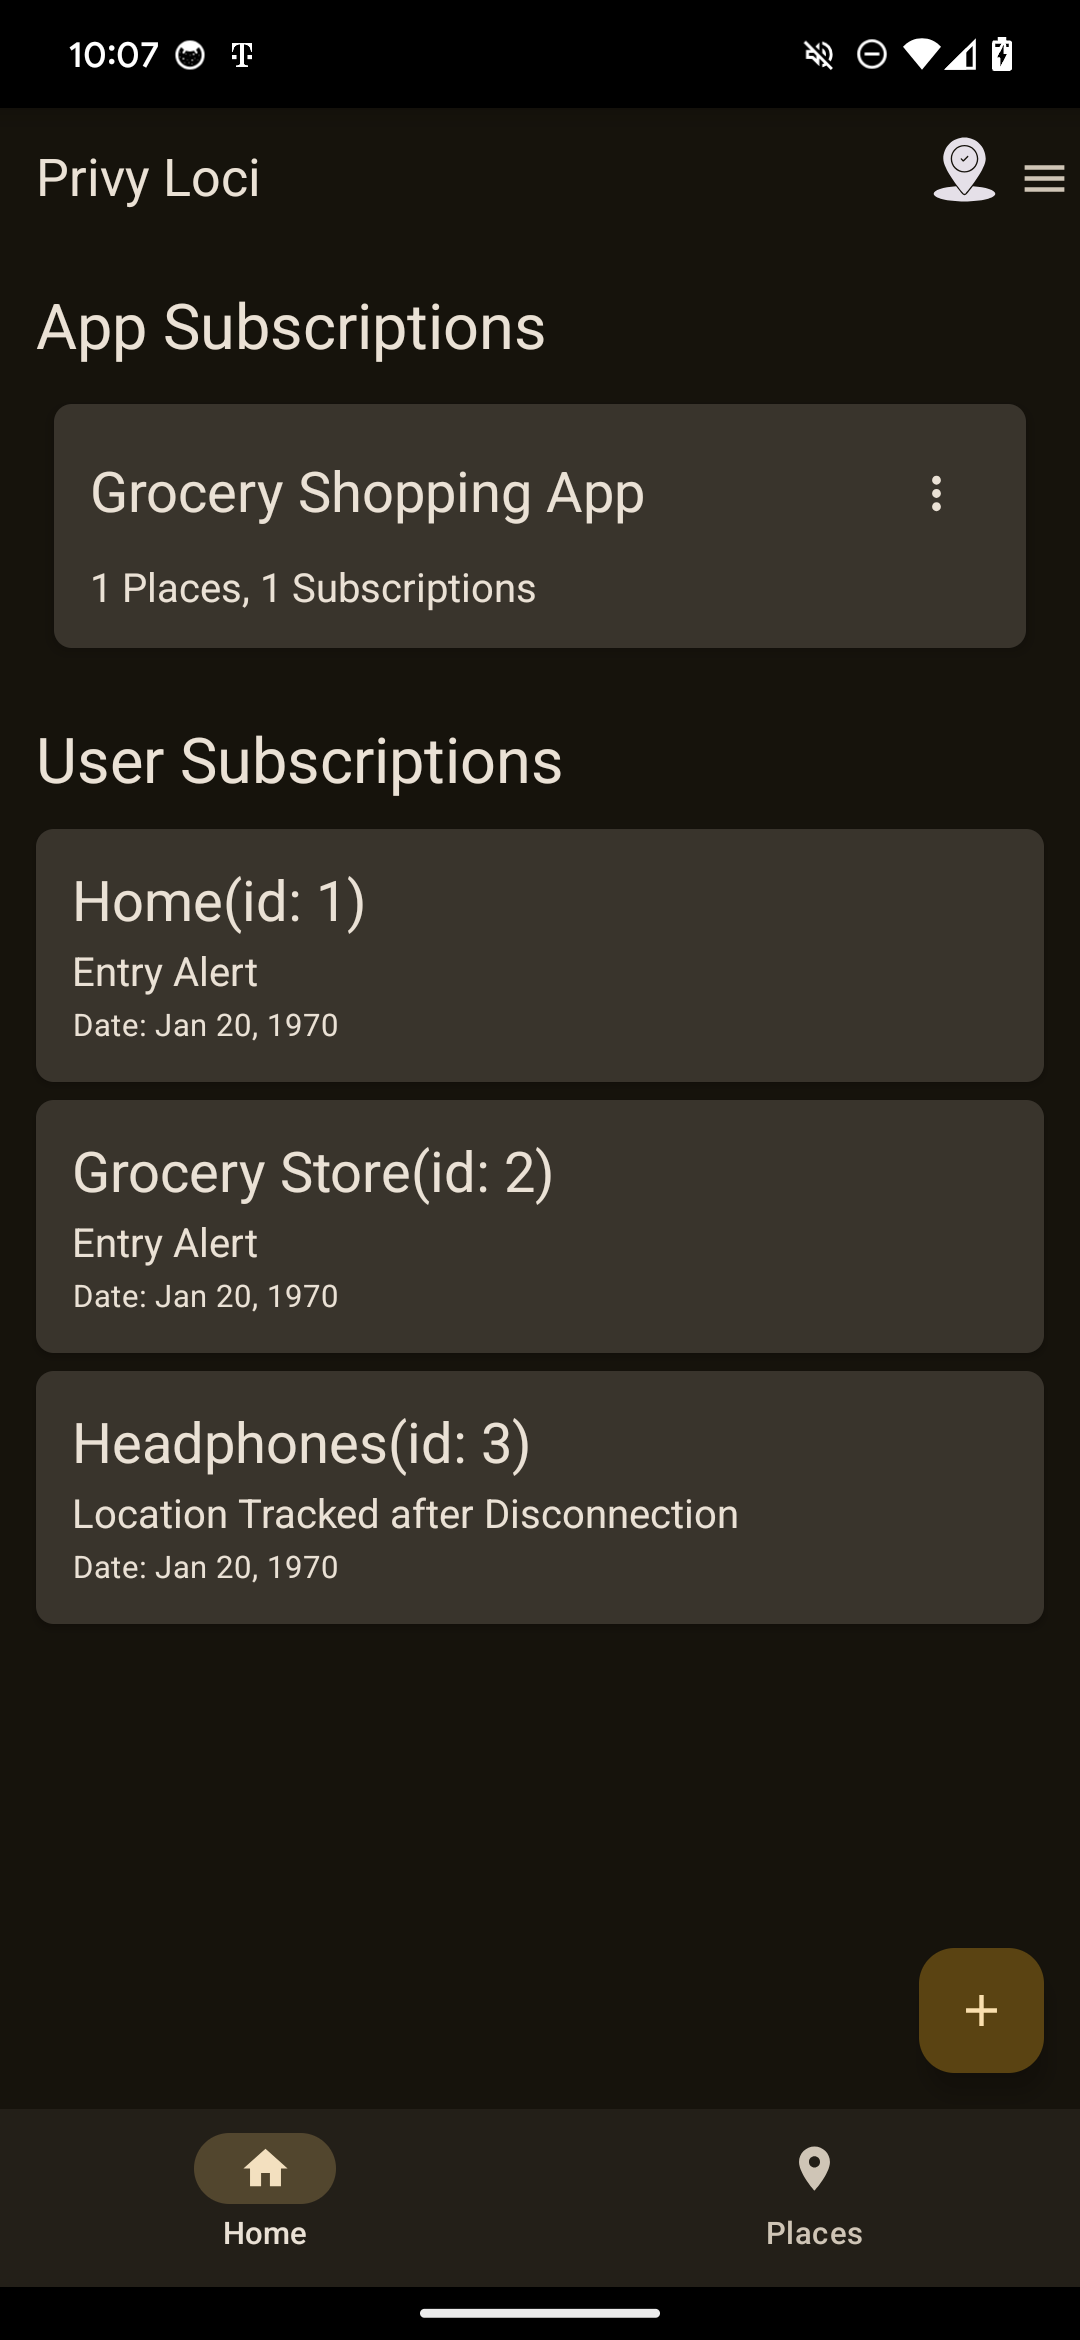 10:07
Privy Loci
App Subscriptions
Grocery Shopping App
1 Places, 1 Subscriptions
User Subscriptions
Home(id: 1)
Entry Alert
Date: Jan 20, 1970
Grocery Store(id: 2)
Entry Alert
Date: Jan 20, 1970
Headphones(id: 3)
Location Tracked after Disconnection
Date: Jan 20, 1970
Home
Places